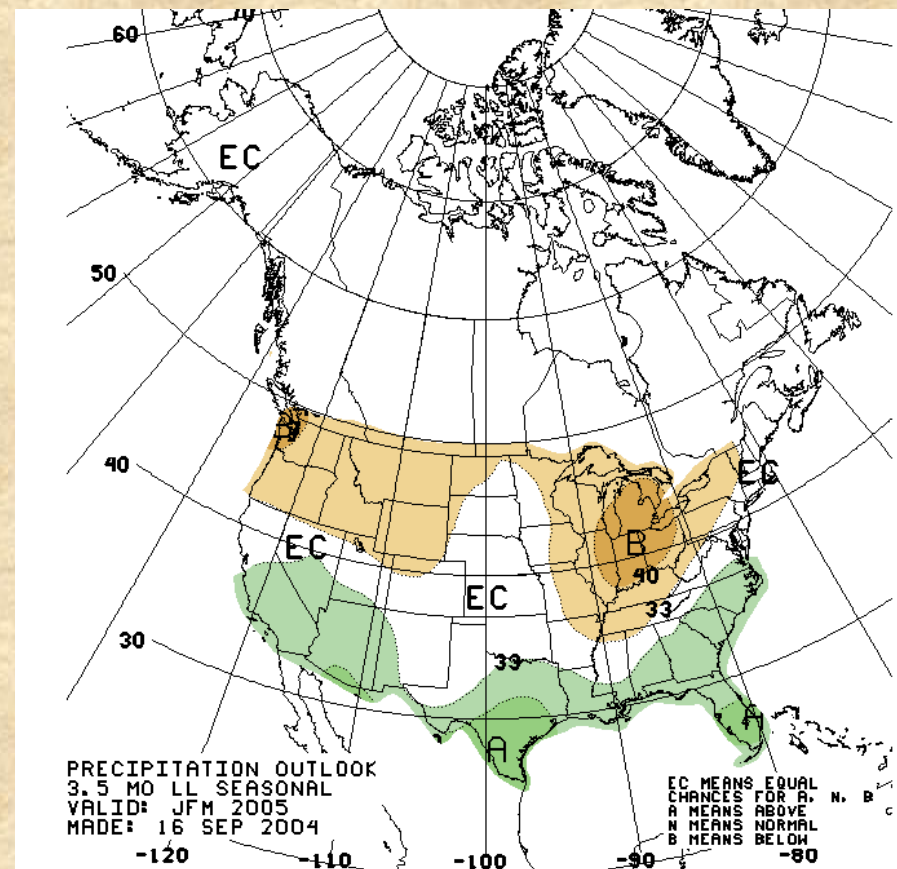 70
60
EC
50
B
40
EC
EC
B
40
EC
33
30
33
A
A
PRECIPITATION OUTLOOK
3.5 MO LL SEASONAL
VALID: JFM 2005
MADE: 16 SEP 2004
EC MEANS EQUAL
CHANCES FOR A, N, B
A MEANS ABOVE
N MEANS NORMAL
B MEANS BELOW
-120
-110
-100
-90
-80